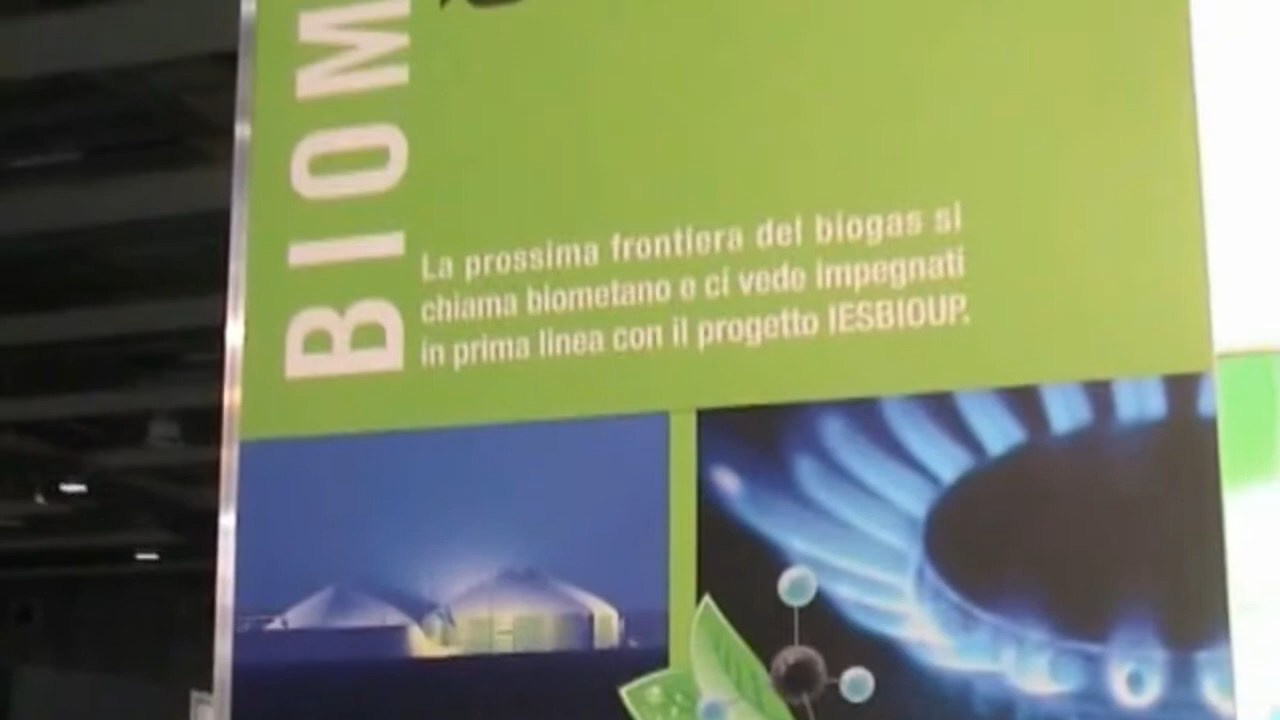 BIOM
La prossima frontiera del biogas si
chiama biometano e ci vede impegnati
in prima linea con il progetto IESBIOUP.